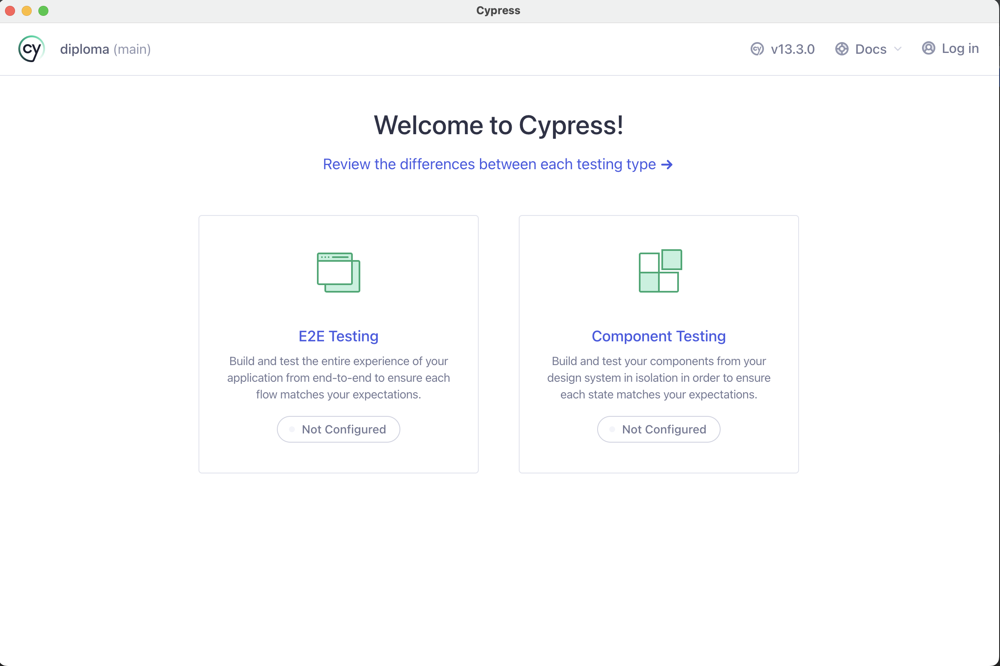 Cypress
cy diploma (main)
cy v13.3.0 Docs Log in
Welcome to Cypress!
Review the differences between each testing type →
E2E Testing
Build and test the entire experience of your
application from end-to-end to ensure each
flow matches your expectations.
Not Configured
Component Testing
Build and test your components from your
design system in isolation in order to ensure
each state matches your expectations.
Not Configured